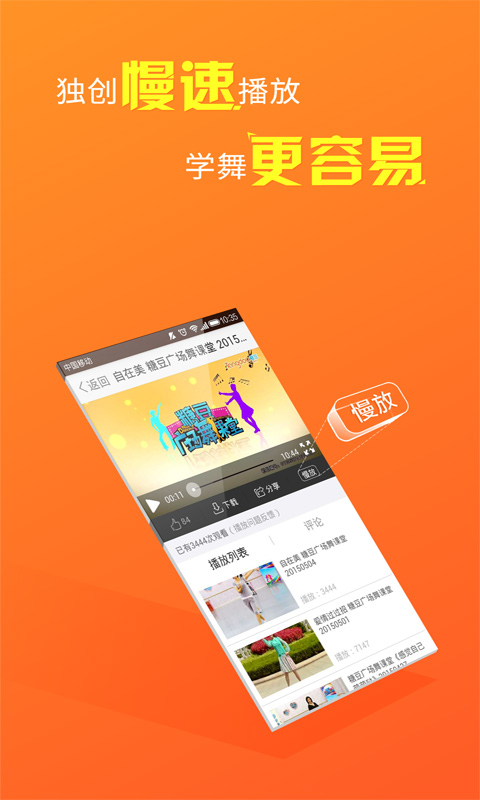 独创慢速播放
学舞更容易
中国移动 10:35
返回 自在美 糖豆广场舞课堂 2015...
糖豆
广场舞课堂
00:11 10:44
84 下载 分享 慢放
慢放
已有3444次观看（播放问题反馈）
播放列表 评论
自在美 糖豆广场舞课堂
20150504
播放：3444
爱情过过招 糖豆广场舞课堂
20150501
播放：7147
糖豆广场舞课堂《感觉自己